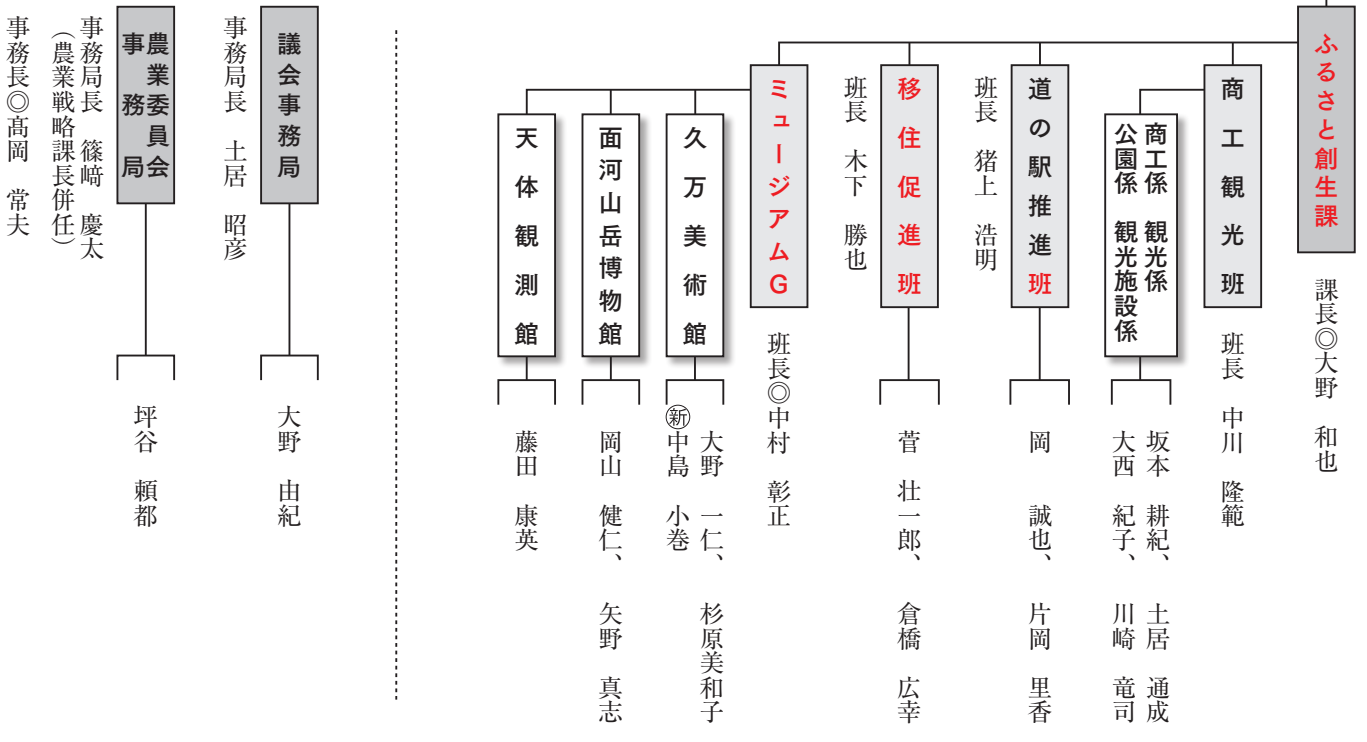 ふるさと創生課
課長◎大野 和也
商工観光班
班長 中川 隆範
商工係 観光係
公園係 観光施設係
坂本 耕紀、 土居 通成
大西 紀子、 川崎 竜司
道の駅推進班
班長 猪上 浩明
岡 誠也、 片岡 里香
移住促進班
班長 木下 勝也
菅 壮一郎、 倉橋 広幸
ミュージアムG
班長◎中村 彰正
久万美術館
大野 一仁、 杉原美和子
㊟新中島 小巻
面河山岳博物館
岡山 健仁、 矢野 真志
天体観測館
藤田 康英
議会事務局
事務局長 土居 昭彦
大野 由紀
農業委員会
事務局
事務局長 篠﨑 慶太
（農業戦略課長併任）
事務長◎髙岡 常夫
坪谷 頼都